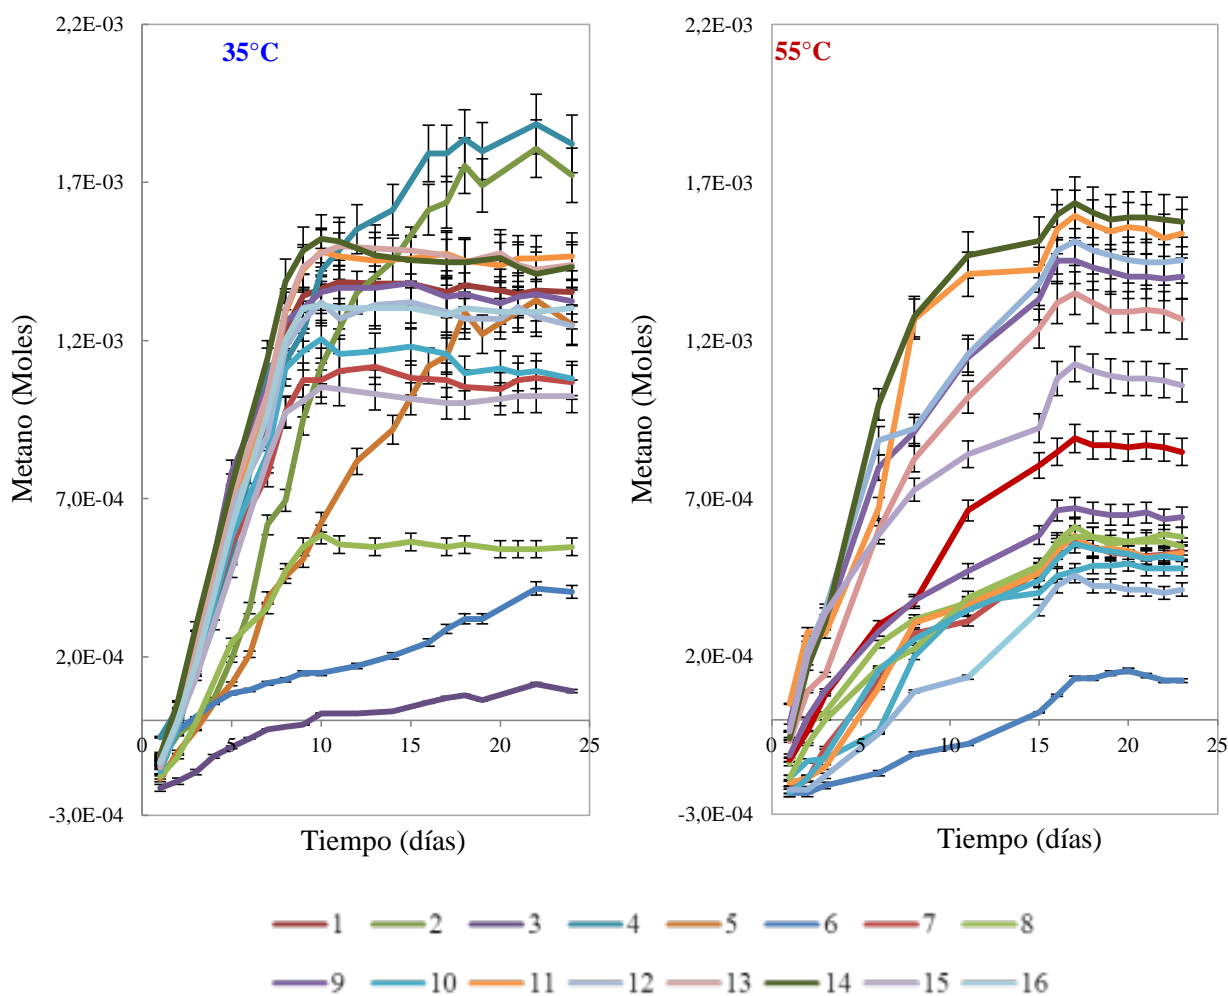 35°C
2,2E-03
1,7E-03
1,2E-03
7,0E-04
2,0E-04
-3,0E-04
Metano (Moles)
0 5 10 15 20 25
Tiempo (días)
55°C
2,2E-03
1,7E-03
1,2E-03
7,0E-04
2,0E-04
-3,0E-04
Metano (Moles)
0 5 10 15 20 25
Tiempo (días)
1 2 3 4 5 6 7 8
9 10 11 12 13 14 15 16